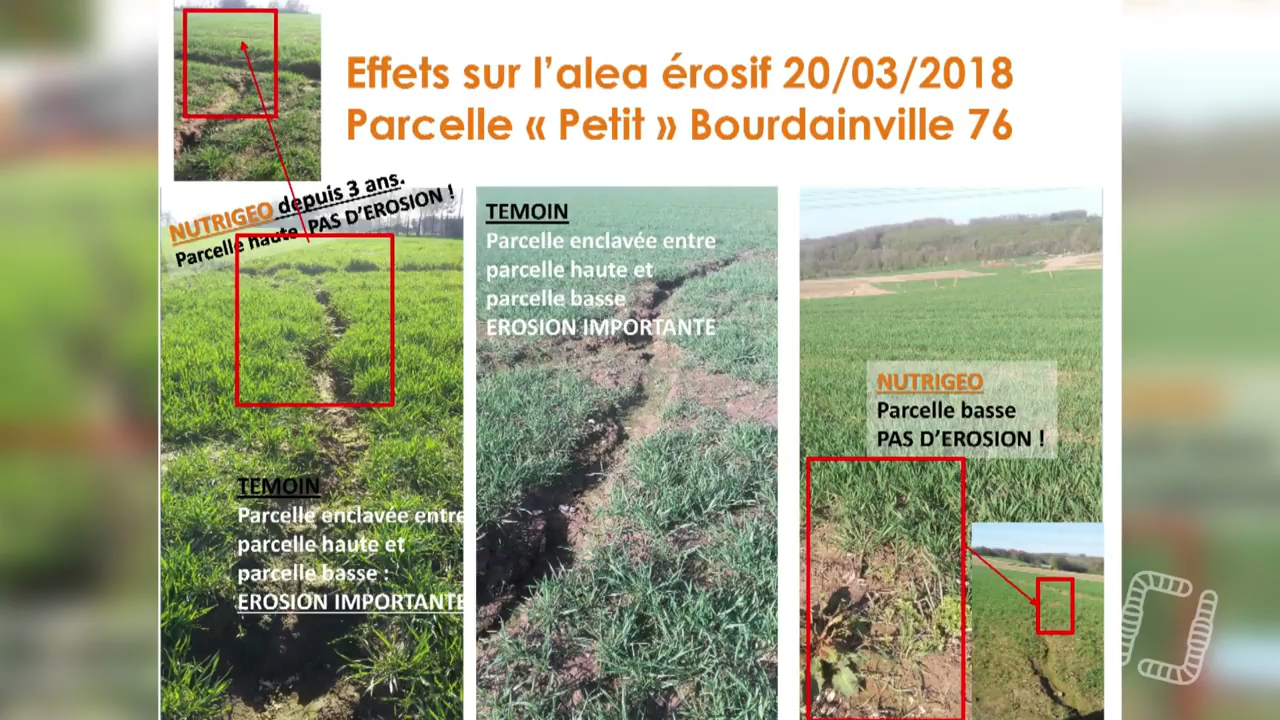 Effets sur l’alea érosif 20/03/2018
Parcelle « Petit » Bourdainville 76
NUTRIGEO depuis 3 ans.
Parcelle haute PAS D’EROSION !
TEMOIN
Parcelle enclavée entre
parcelle haute et
parcelle basse :
EROSION IMPORTANTE
TEMOIN
Parcelle enclavée entre
parcelle haute et
parcelle basse
EROSION IMPORTANTE
NUTRIGEO
Parcelle basse
PAS D’EROSION !